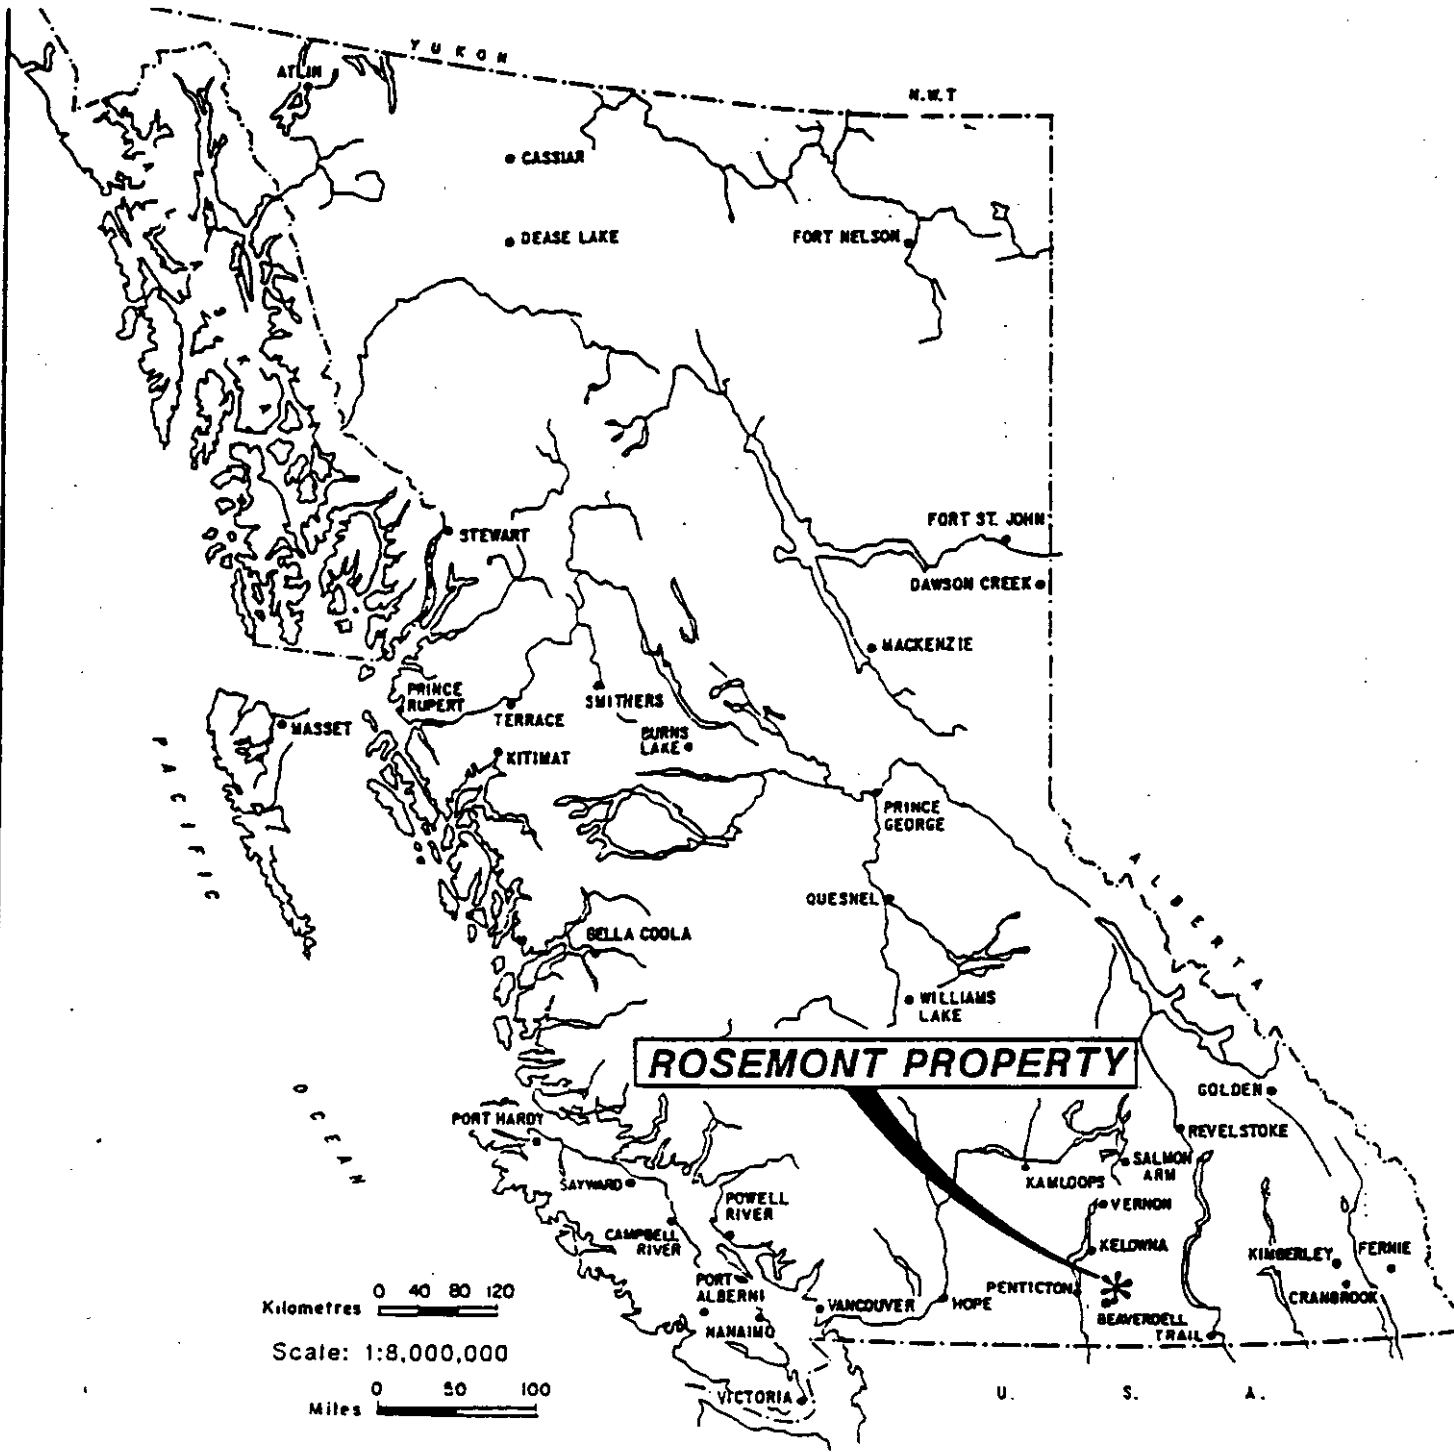 YUKON
N.W.T
ATLIN
CASSIAR
DEASE LAKE
FORT NELSON
ALASKA
STEWART
FORT ST. JOHN
DAWSON CREEK
MACKENZIE
PRINCE
RUPERT
SMITHERS
TERRACE
MASSET
BURNS
LAKE
KITIMAT
PACIFIC
PRINCE
GEORGE
ALBERTA
QUESNEL
BELLA COOLA
WILLIAMS
LAKE
ROSEMONT PROPERTY
OCEAN
GOLDEN
PORT HARDY
REVELSTOKE
SALMON
ARM
KAMLOOPS
SAYWARD
POWELL
RIVER
VERNON
CAMPBELL
RIVER
KELOWNA
KIMBERLEY
FERNIE
PORT
ALBERNI
PENTICTON
CRANBROOK
VANCOUVER
HOPE
BEAVERDELL
NANAIMO
TRAIL
VICTORIA
U. S. A.
Kilometres 0 40 80 120
Scale: 1:8,000,000
Miles 0 50 100